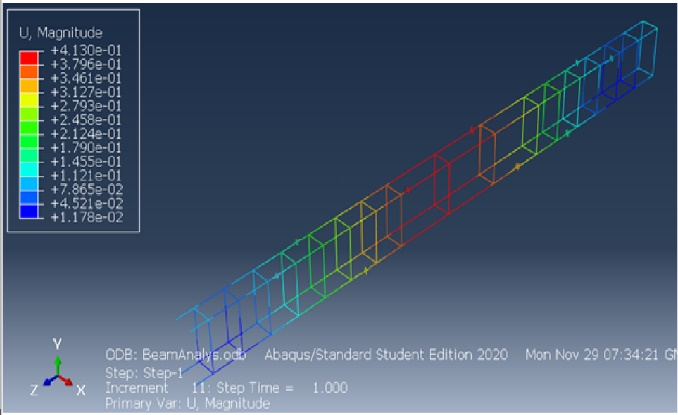 U, Magnitude
+4.130e-01
+3.796e-01
+3.461e-01
+3.127e-01
+2.793e-01
+2.458e-01
+2.124e-01
+1.790e-01
+1.455e-01
+1.121e-01
+7.865e-02
+4.521e-02
+1.178e-02
Y
Z X
ODB: BeamAnalys.odb Abaqus/Standard Student Edition 2020 Mon Nov 29 07:34:21 G
Step: Step-1
Increment 11: Step Time = 1.000
Primary Var: U, Magnitude